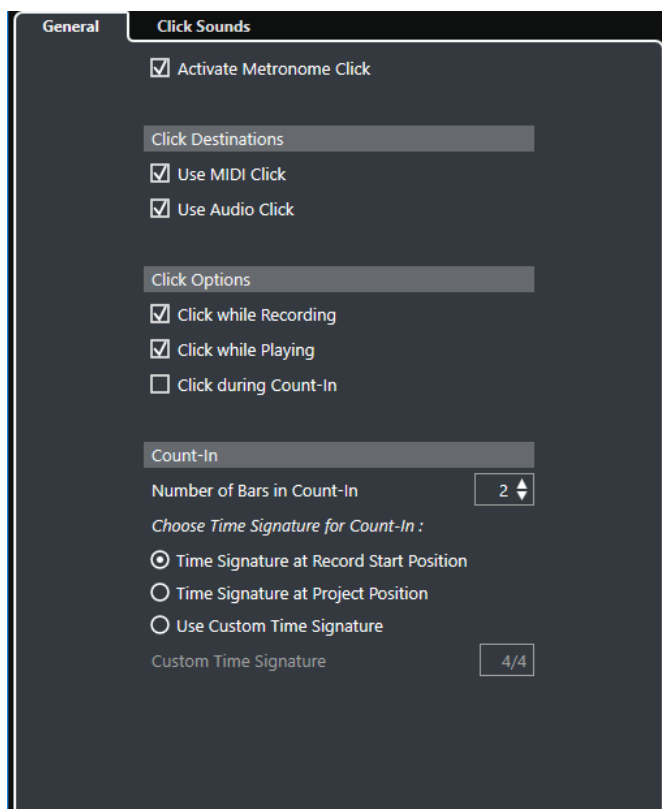 General Click Sounds
Activate Metronome Click
Click Destinations
Use MIDI Click
Use Audio Click
Click Options
Click while Recording
Click while Playing
Click during Count-In
Count-In
Number of Bars in Count-In 2
Choose Time Signature for Count-In :
Time Signature at Record Start Position
Time Signature at Project Position
Use Custom Time Signature
Custom Time Signature 4/4